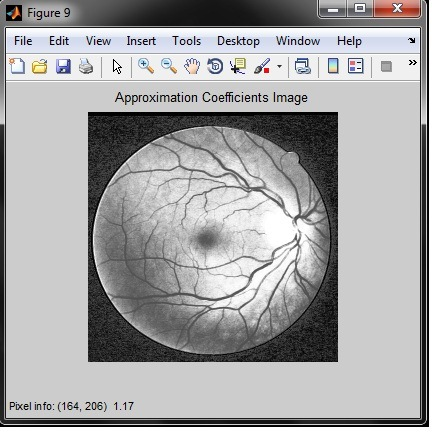 Figure 9
File Edit View Insert Tools Desktop Window Help
Approximation Coefficients Image
Pixel info: (164, 206) 1.17